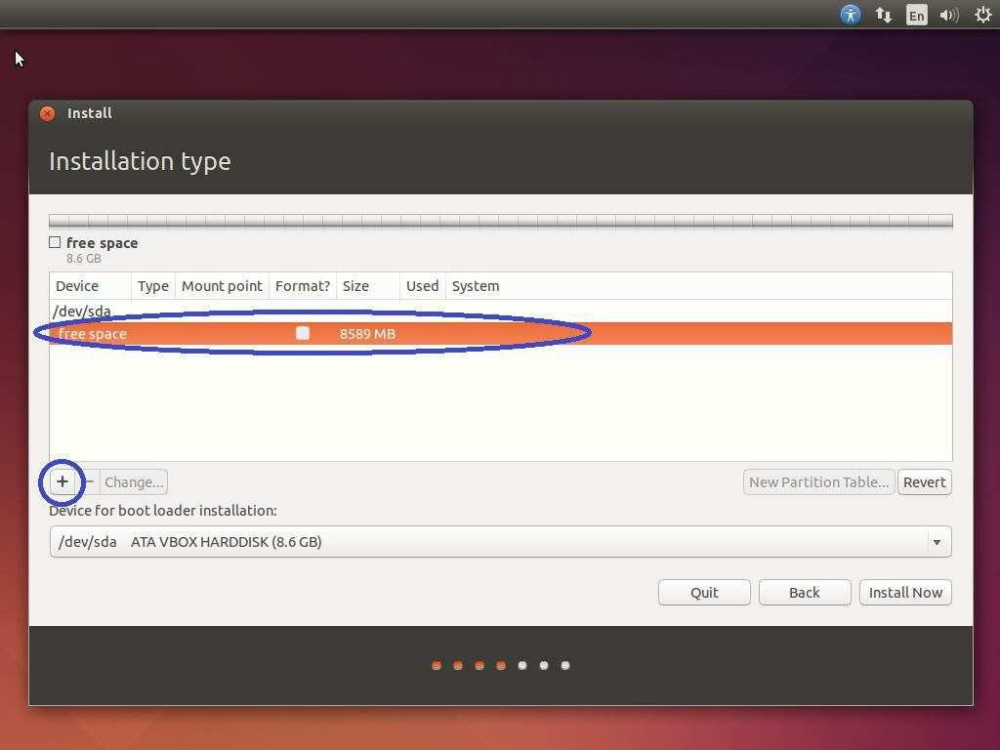 En
Install
Installation type
free space
8.6 GB
Device Type Mount point Format? Size Used System
/dev/sda
free space 8589 MB
+ − Change... New Partition Table... Revert
Device for boot loader installation:
/dev/sda ATA VBOX HARDDISK (8.6 GB)
Quit Back Install Now